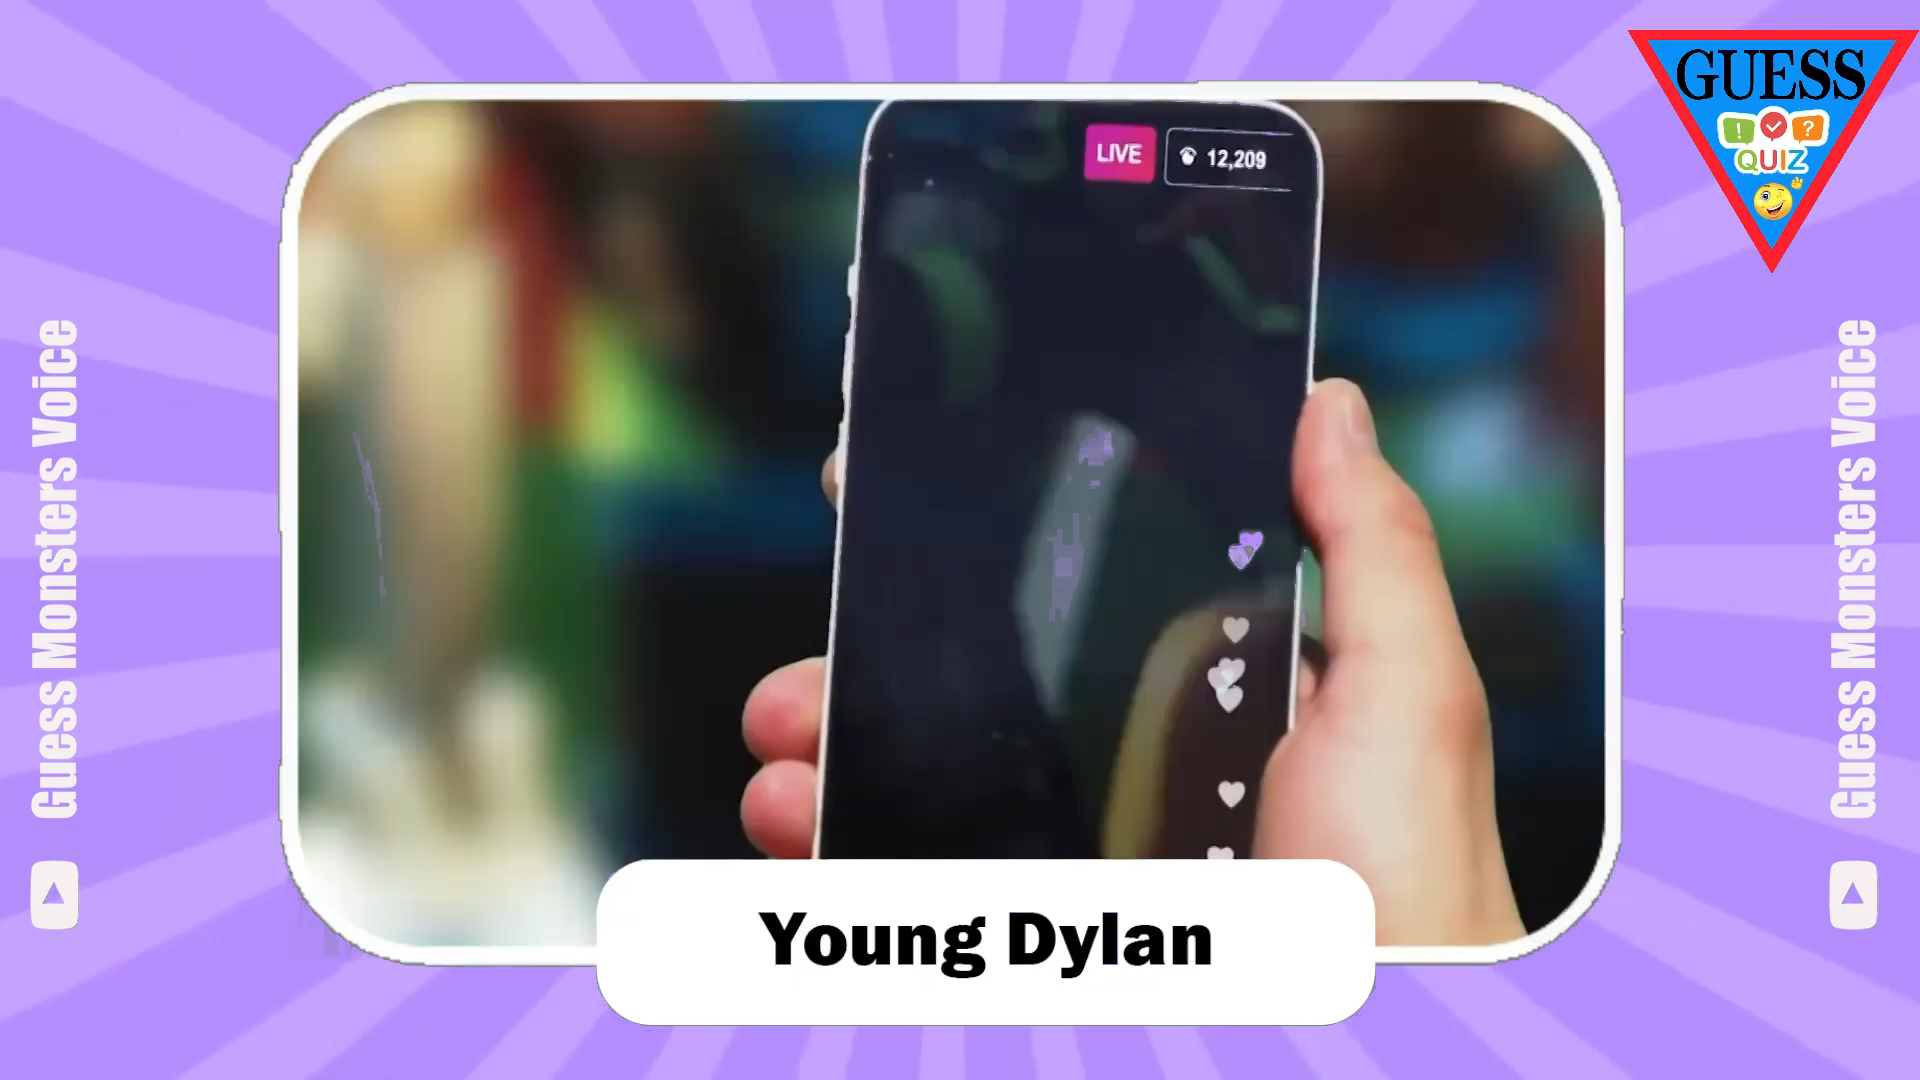 GUESS
! ?
QUIZ
LIVE
12,209
Guess Monsters Voice
Guess Monsters Voice
Young Dylan